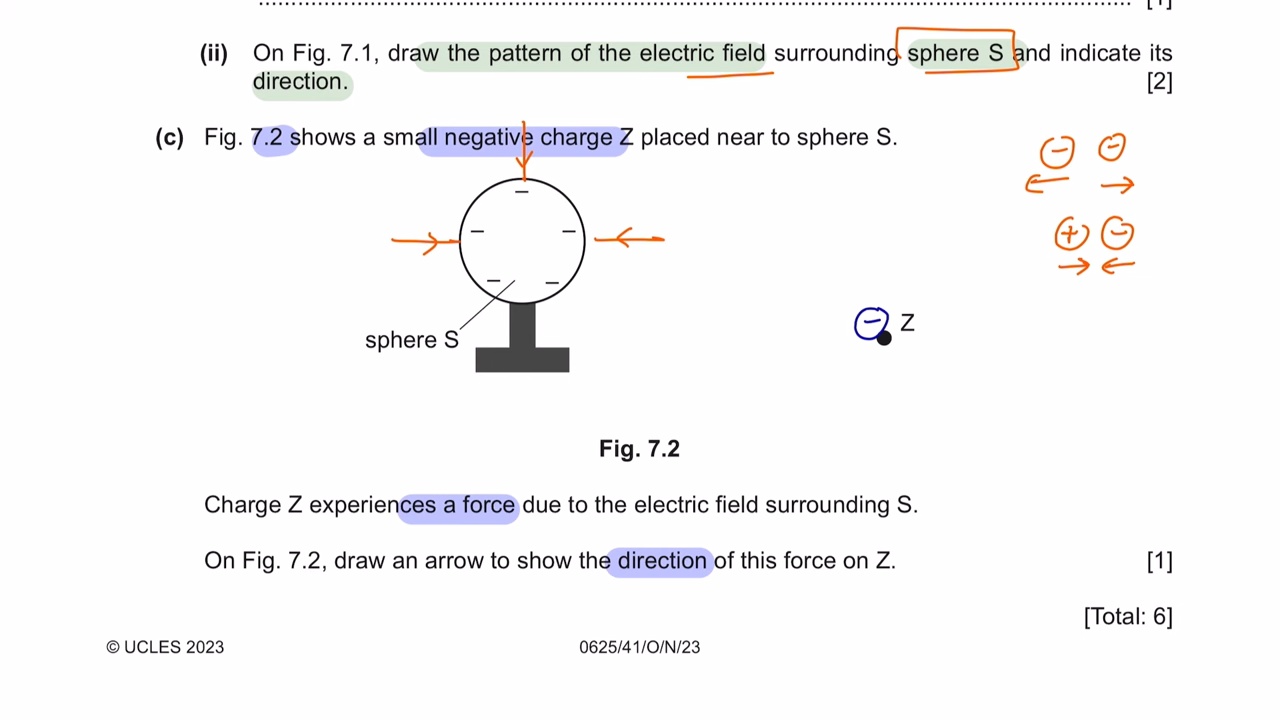 [1]
(ii) On Fig. 7.1, draw the pattern of the electric field surrounding sphere S and indicate its
direction. [2]
(c) Fig. 7.2 shows a small negative charge Z placed near to sphere S.
− −
+ −
−
− −
− −
− Z
sphere S
Fig. 7.2
Charge Z experiences a force due to the electric field surrounding S.
On Fig. 7.2, draw an arrow to show the direction of this force on Z. [1]
[Total: 6]
© UCLES 2023 0625/41/O/N/23